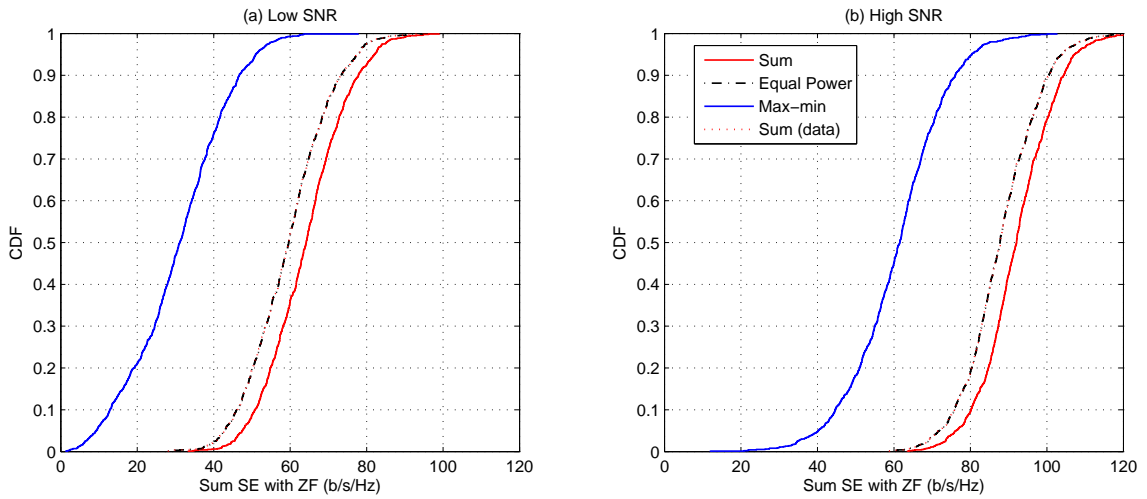 (a) Low SNR
1
0.9
0.8
0.7
0.6
0.5
0.4
0.3
0.2
0.1
0
CDF
0 20 40 60 80 100 120
Sum SE with ZF (b/s/Hz)
(b) High SNR
1
0.9
0.8
0.7
0.6
0.5
0.4
0.3
0.2
0.1
0
CDF
Sum
Equal Power
Max−min
Sum (data)
0 20 40 60 80 100 120
Sum SE with ZF (b/s/Hz)